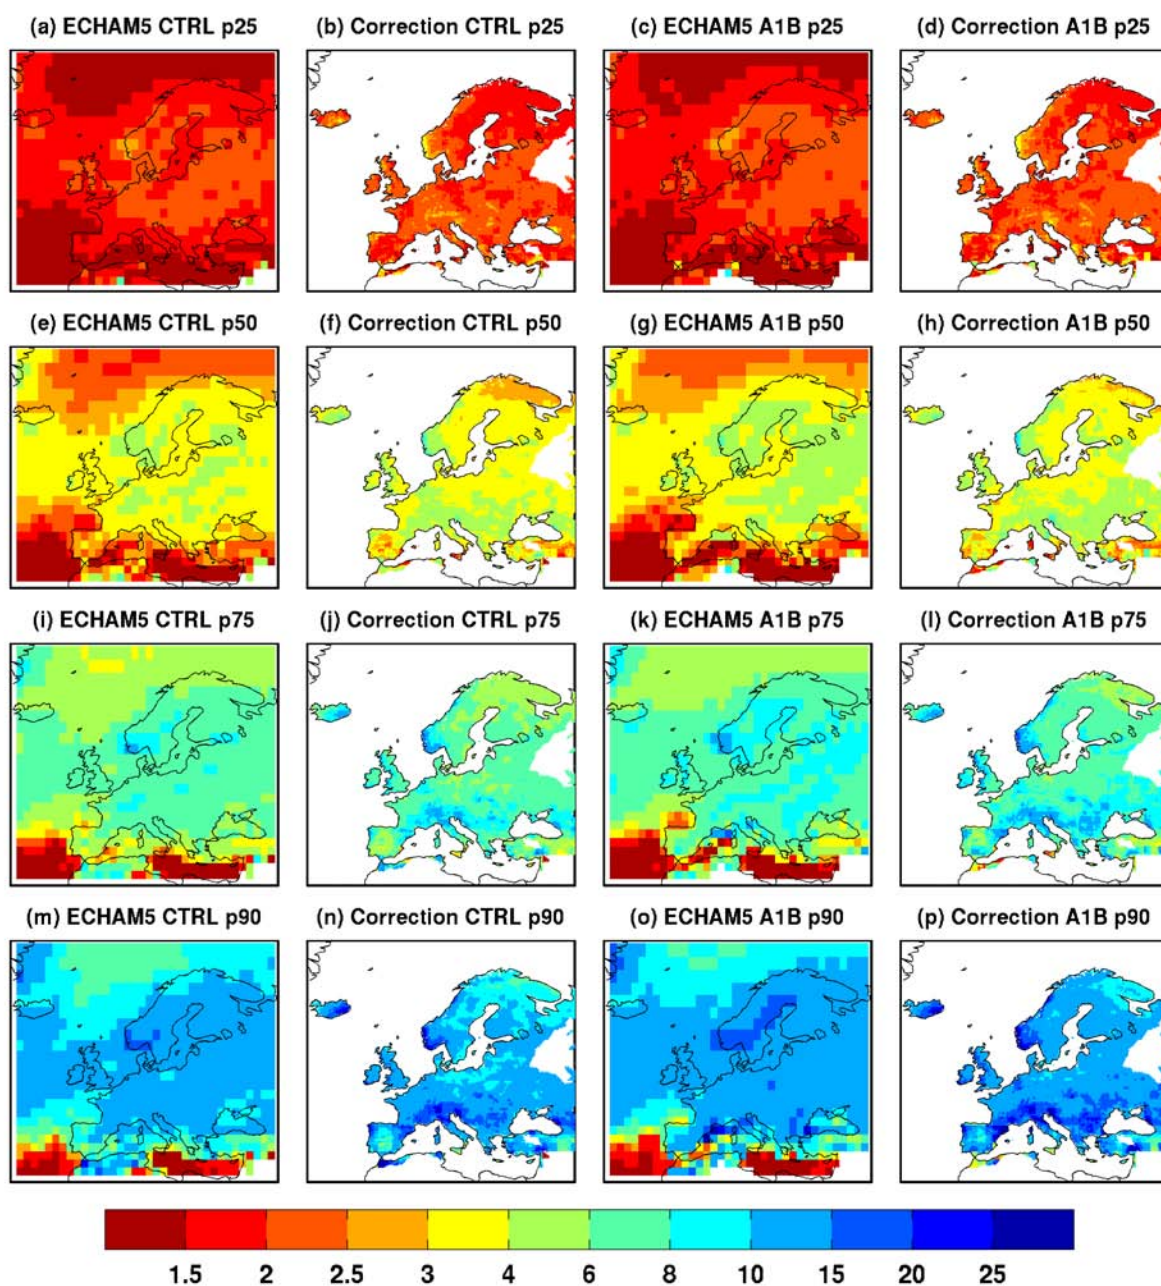 (a) ECHAM5 CTRL p25 (b) Correction CTRL p25 (c) ECHAM5 A1B p25 (d) Correction A1B p25
(e) ECHAM5 CTRL p50 (f) Correction CTRL p50 (g) ECHAM5 A1B p50 (h) Correction A1B p50
(i) ECHAM5 CTRL p75 (j) Correction CTRL p75 (k) ECHAM5 A1B p75 (l) Correction A1B p75
(m) ECHAM5 CTRL p90 (n) Correction CTRL p90 (o) ECHAM5 A1B p90 (p) Correction A1B p90
1.5 2 2.5 3 4 6 8 10 15 20 25